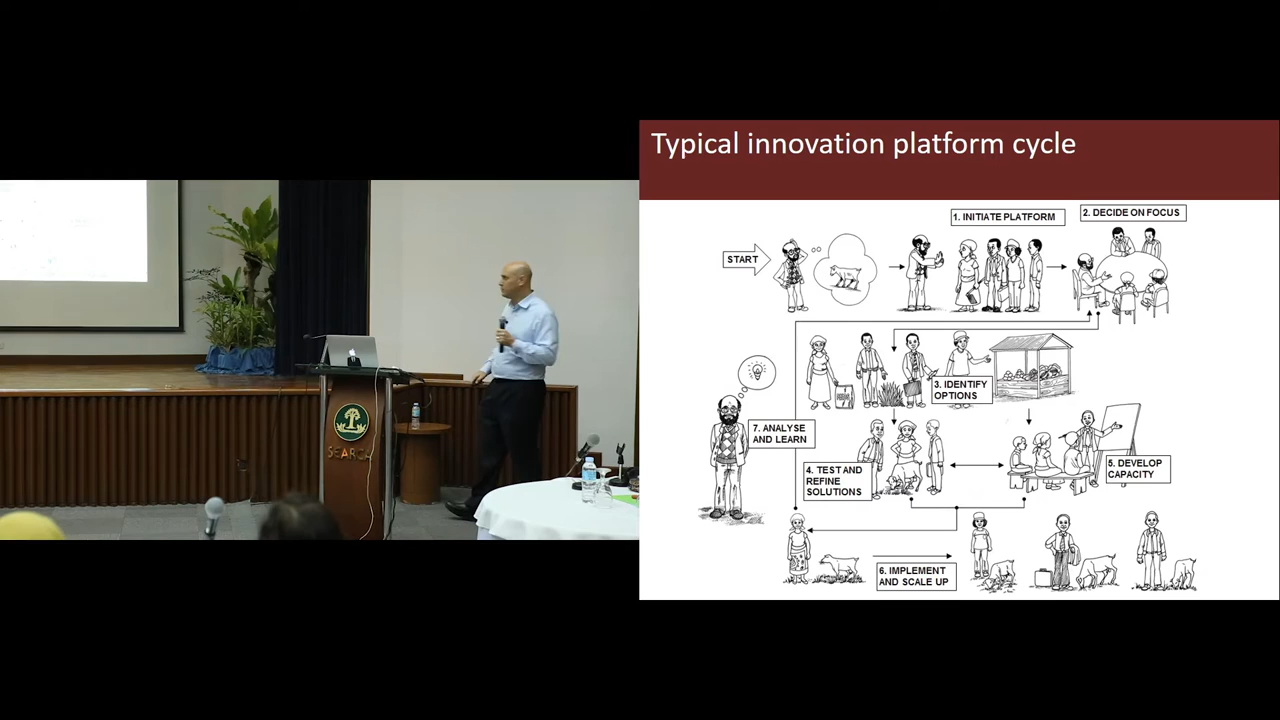 Typical innovation platform cycle
1. INITIATE PLATFORM
2. DECIDE ON FOCUS
START
3. IDENTIFY
OPTIONS
7. ANALYSE
AND LEARN
4. TEST AND
REFINE
SOLUTIONS
5. DEVELOP
CAPACITY
6. IMPLEMENT
AND SCALE UP
SEARCA